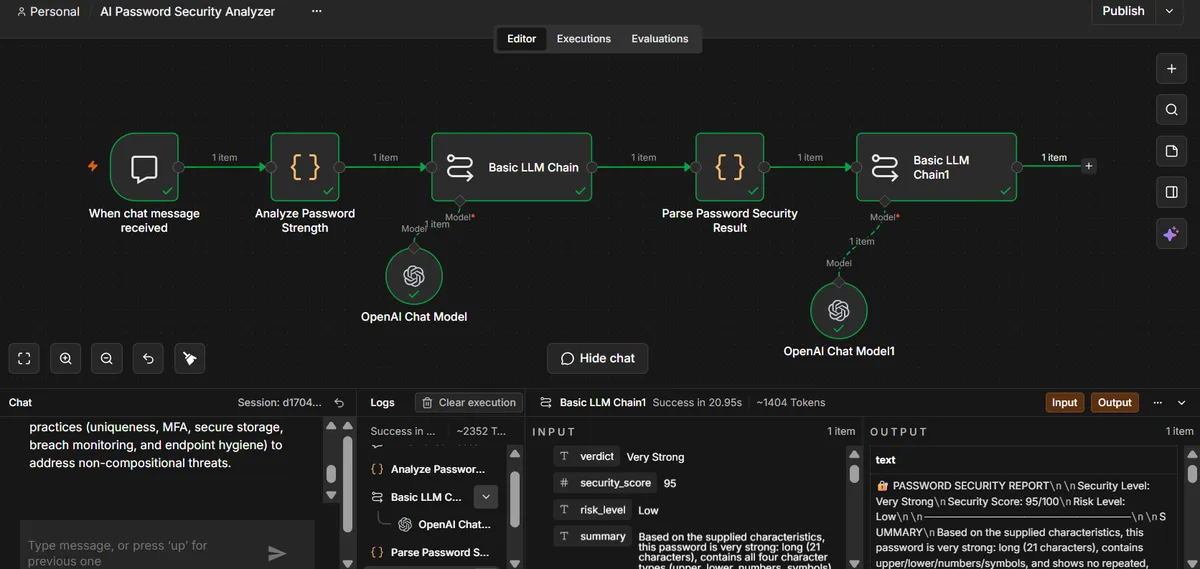 Personal
AI Password Security Analyzer
...
Publish
Editor
Executions
Evaluations
1 item
1 item
1 item
1 item
1 item
{ }
Basic LLM Chain
{ }
Basic LLM
Chain1
+
When chat message
received
Analyze Password
Strength
Model*
1 item
Model
Parse Password Security
Result
Model*
1 item
Model
OpenAI Chat Model
OpenAI Chat Model1
Hide chat
Chat
Session: d1704...
practices (uniqueness, MFA, secure storage,
breach monitoring, and endpoint hygiene) to
address non-compositional threats.
Type message, or press ‘up’ for
previous one
Logs
Clear execution
Success in ...
~2352 T...
{} Analyze Passwor...
Basic LLM C...
OpenAI Chat...
{} Parse Password S...
Basic LLM Chain1
Success in 20.95s
~1404 Tokens
Input
Output
...
INPUT
1 item
T verdict Very Strong
# security_score 95
T risk_level Low
T summary Based on the supplied characteristics,
this password is very strong: long (21
characters), contains all four character
types (upper, lower, numbers, symbols)
OUTPUT
1 item
text
🔐 PASSWORD SECURITY REPORT\n\nSecurity Level:
Very Strong\nSecurity Score: 95/100\nRisk Level:
Low\n\n────────────────\n\nS
UMMARY\nBased on the supplied characteristics, this
password is very strong: long (21 characters), contains
upper/lower/numbers/symbols, and shows no repeated,